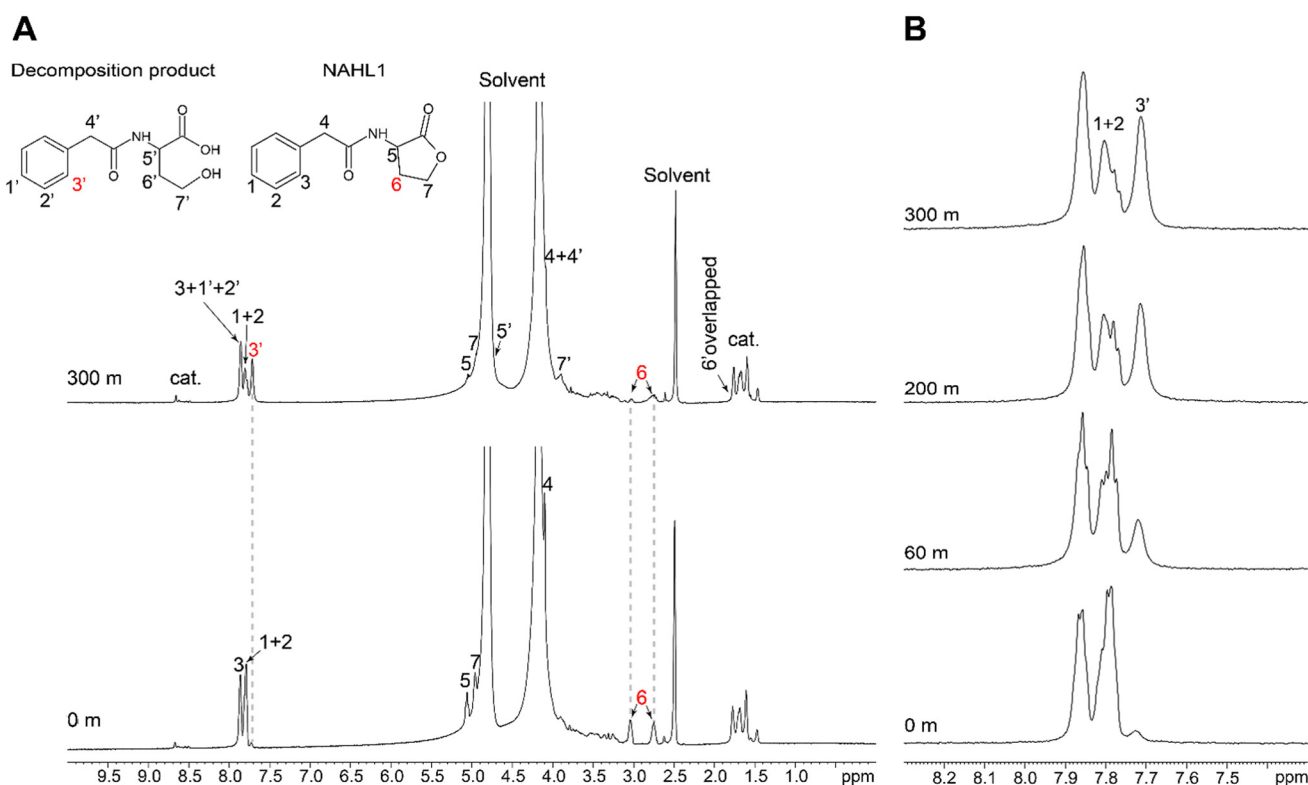 A
B
Decomposition product
NAHL1
Solvent
4'
NH
O
O
5'
OH
6'
OH
7'
1'
2'
3'
4
NH
O
O
5
O
6
7
1
2
3
Solvent
4+4'
3+1'+2'
1+2
3'
cat.
300 m
5
7
5'
7'
6
6'overlapped
cat.
4
3
1+2
5
7
6
0 m
9.5 9.0 8.5 8.0 7.5 7.0 6.5 6.0 5.5 5.0 4.5 4.0 3.5 3.0 2.5 2.0 1.5 1.0 ppm
1+2
3'
300 m
200 m
60 m
0 m
8.2 8.1 8.0 7.9 7.8 7.7 7.6 7.5 ppm